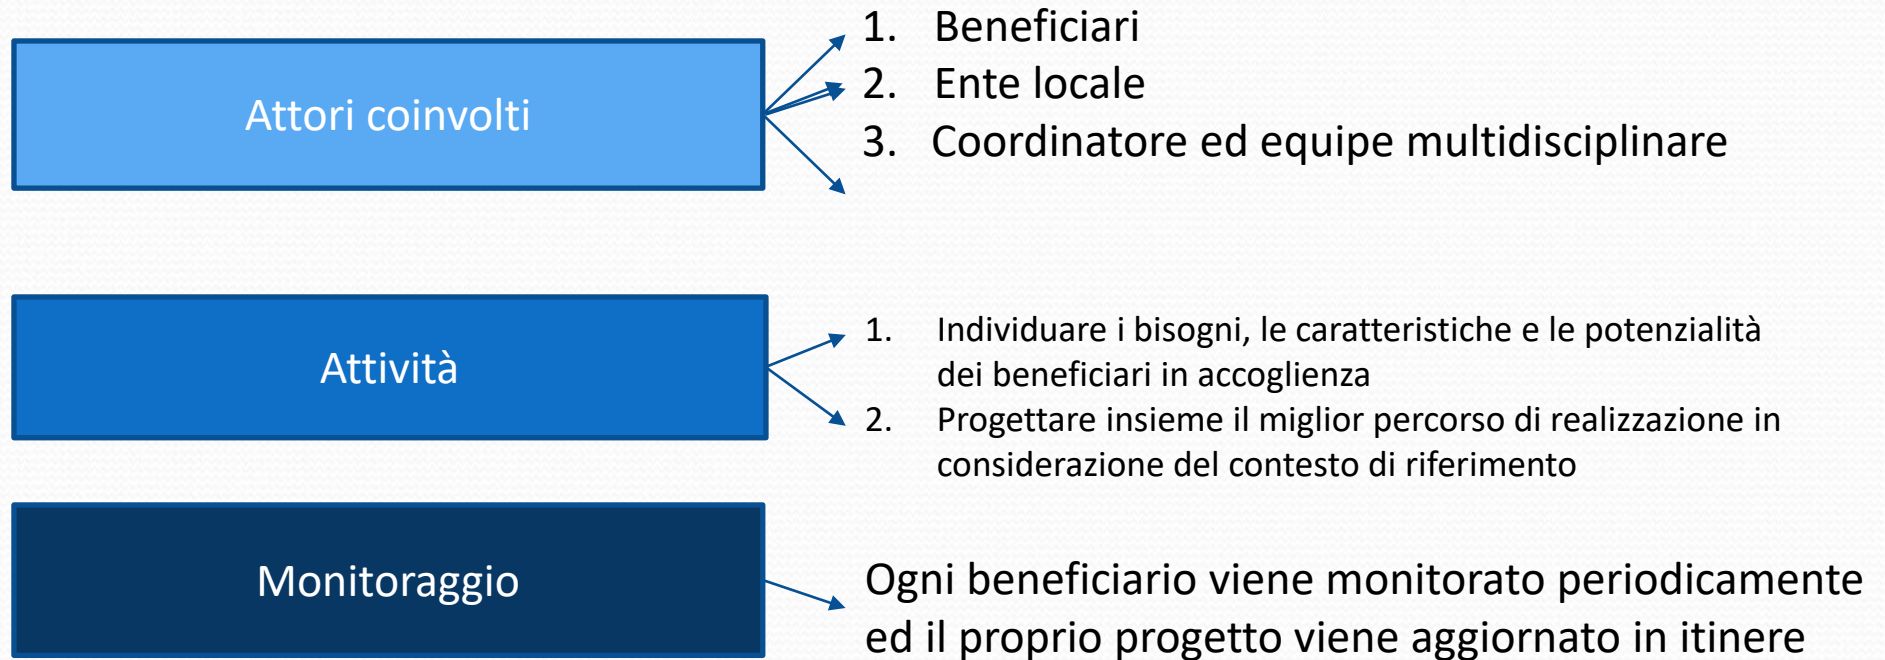 Attori coinvolti
1. Beneficiari
2. Ente locale
3. Coordinatore ed equipe multidisciplinare
Attività
1. Individuare i bisogni, le caratteristiche e le potenzialità
dei beneficiari in accoglienza
2. Progettare insieme il miglior percorso di realizzazione in
considerazione del contesto di riferimento
Monitoraggio
Ogni beneficiario viene monitorato periodicamente
ed il proprio progetto viene aggiornato in itinere